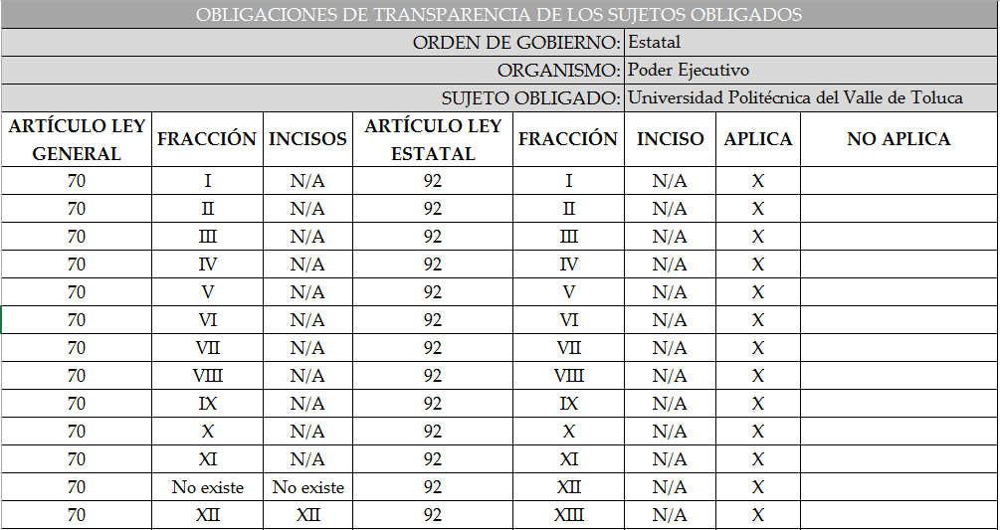 OBLIGACIONES DE TRANSPARENCIA DE LOS SUJETOS OBLIGADOS
ORDEN DE GOBIERNO: Estatal
ORGANISMO: Poder Ejecutivo
SUJETO OBLIGADO: Universidad Politécnica del Valle de Toluca
ARTÍCULO LEY GENERAL FRACCIÓN INCISOS ARTÍCULO LEY ESTATAL FRACCIÓN INCISO APLICA NO APLICA
70 I N/A 92 I N/A X
70 II N/A 92 II N/A X
70 III N/A 92 III N/A X
70 IV N/A 92 IV N/A X
70 V N/A 92 V N/A X
70 VI N/A 92 VI N/A X
70 VII N/A 92 VII N/A X
70 VIII N/A 92 VIII N/A X
70 IX N/A 92 IX N/A X
70 X N/A 92 X N/A X
70 XI N/A 92 XI N/A X
70 No existe No existe 92 XII N/A X
70 XII XII 92 XIII N/A X